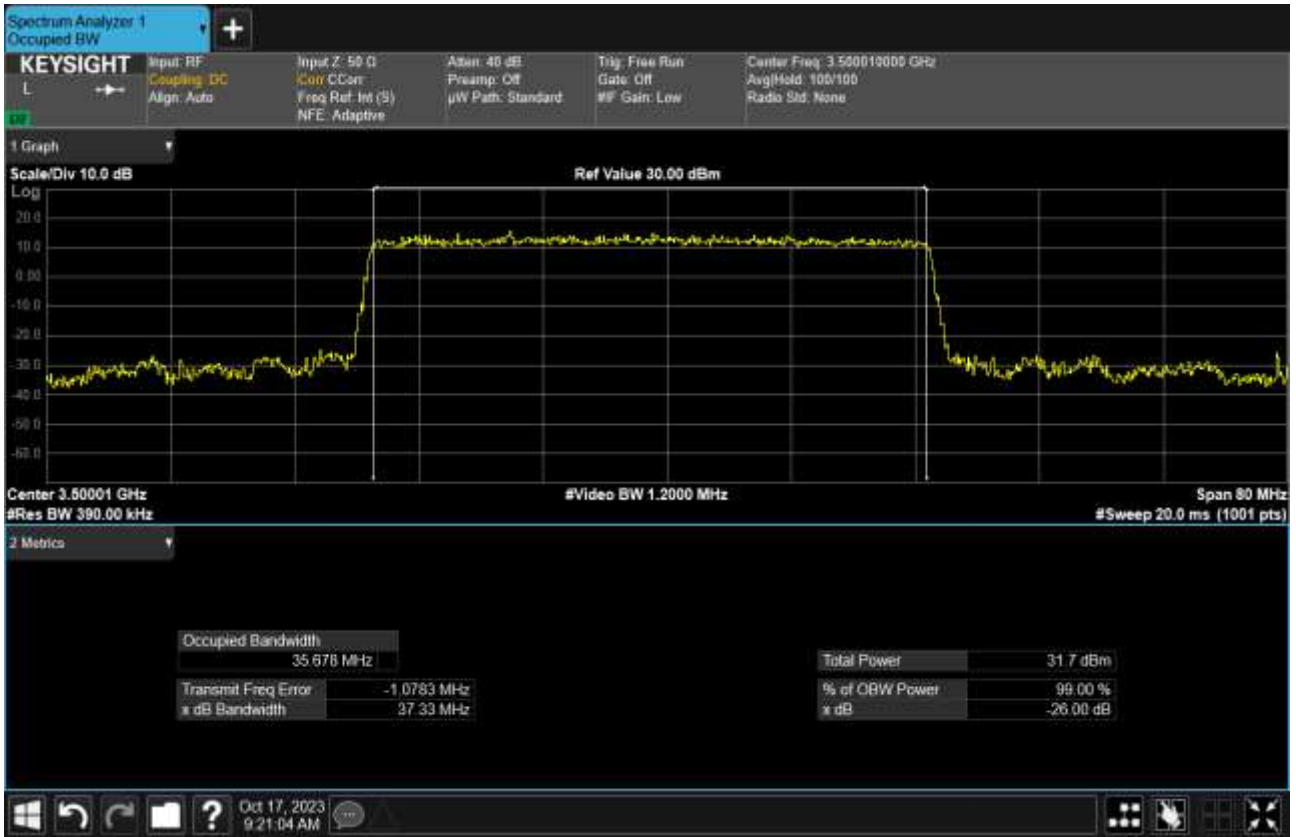 Spectrum Analyzer 1
Occupied BW
+
KEYSIGHT
L
Input: RF
Coupling: DC
Align: Auto
Input Z: 50 Ω
Corr CCorr
Freq Ref: Int (S)
NFE: Adaptive
Atten: 40 dB
Preamp: Off
µW Path: Standard
Trig: Free Run
Gate: Off
#IF Gain: Low
Center Freq: 3.500010000 GHz
Avg|Hold: 100/100
Radio Std: None
1 Graph
Scale/Div 10.0 dB
Ref Value 30.00 dBm
Log
20.0
10.0
0.00
-10.0
-20.0
-30.0
-40.0
-50.0
-60.0
Center 3.50001 GHz
#Video BW 1.2000 MHz
Span 80 MHz
#Res BW 390.00 kHz
#Sweep 20.0 ms (1001 pts)
2 Metrics
Occupied Bandwidth
35.678 MHz
Total Power 31.7 dBm
Transmit Freq Error -1.0783 MHz
% of OBW Power 99.00 %
x dB Bandwidth 37.33 MHz
x dB -26.00 dB
?
Oct 17, 2023
9:21:04 AM